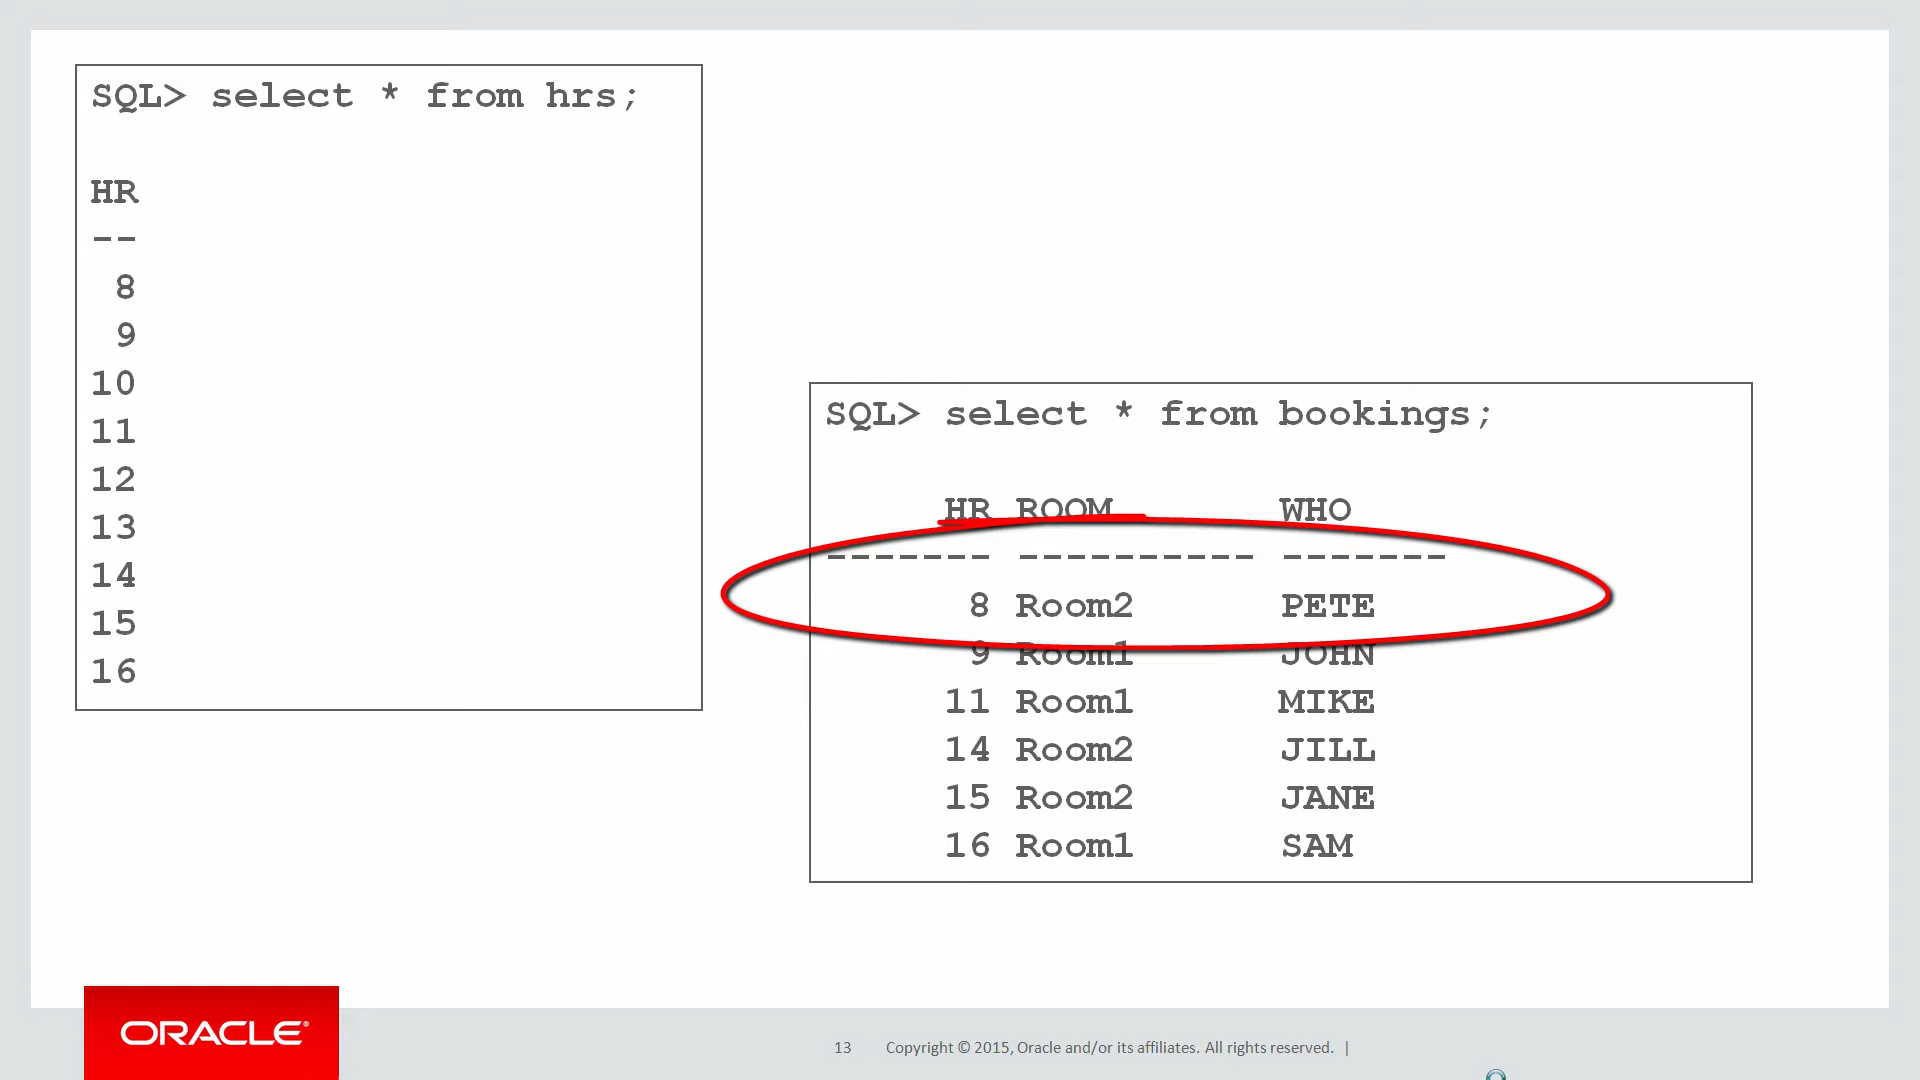 SQL> select * from hrs;
HR
--
8
9
10
11
12
13
14
15
16
SQL> select * from bookings;
HR ROOM WHO
------- ---------- -------
8 Room2 PETE
9 Room1 JOHN
11 Room1 MIKE
14 Room2 JILL
15 Room2 JANE
16 Room1 SAM
ORACLE®
13 Copyright © 2015, Oracle and/or its affiliates. All rights reserved. |